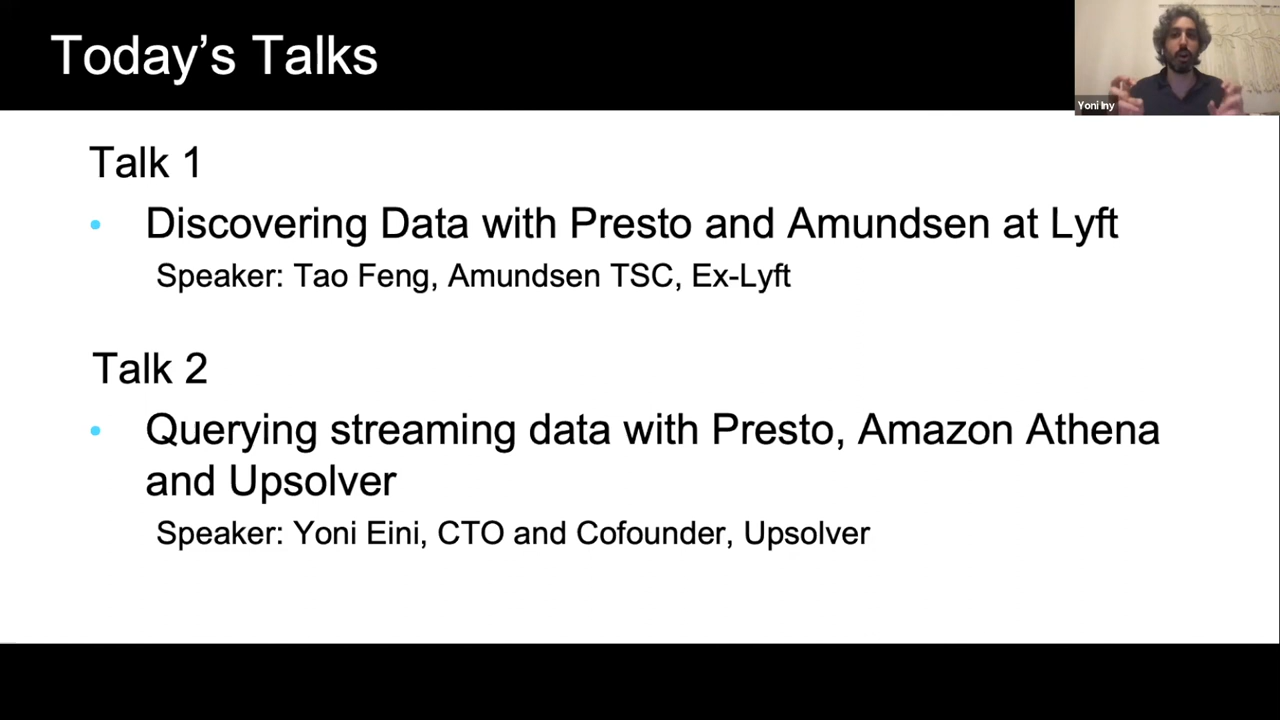 Today's Talks
Yoni Iny
Talk 1
• Discovering Data with Presto and Amundsen at Lyft
Speaker: Tao Feng, Amundsen TSC, Ex-Lyft
Talk 2
• Querying streaming data with Presto, Amazon Athena
and Upsolver
Speaker: Yoni Eini, CTO and Cofounder, Upsolver